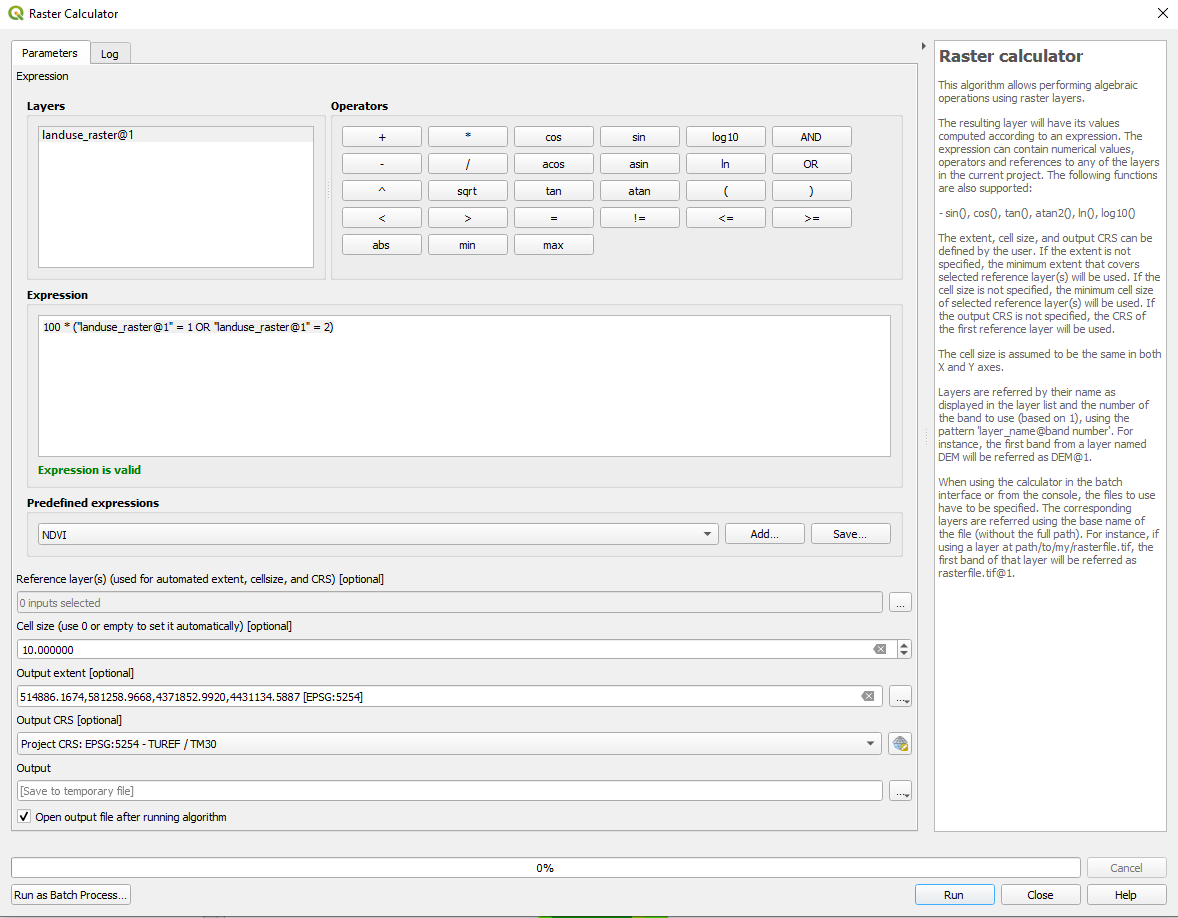 Raster Calculator
Parameters
Log
Expression
Layers
landuse_raster@1
Operators
+ * cos sin log10 AND
- / acos asin ln OR
^ sqrt tan atan ( )
< > = != <= >=
abs min max
Expression
100 * ("landuse_raster@1" = 1 OR "landuse_raster@1" = 2)
Expression is valid
Predefined expressions
NDVI
Add...
Save...
Reference layer(s) (used for automated extent, cellsize, and CRS) [optional]
0 inputs selected
...
Cell size (use 0 or empty to set it automatically) [optional]
10.000000
Output extent [optional]
514886.1674,581258.9668,4371852.9920,4431134.5887 [EPSG:5254]
...
Output CRS [optional]
Project CRS: EPSG:5254 - TUREF / TM30
Output
[Save to temporary file]
...
Open output file after running algorithm
Raster calculator
This algorithm allows performing algebraic
operations using raster layers.
The resulting layer will have its values
computed according to an expression. The
expression can contain numerical values,
operators and references to any of the layers
in the current project. The following functions
are also supported:
- sin(), cos(), tan(), atan2(), ln(), log10()
The extent, cell size, and output CRS can be
defined by the user. If the extent is not
specified, the minimum extent that covers
selected reference layer(s) will be used. If the
cell size is not specified, the minimum cell size
of selected reference layer(s) will be used. If
the output CRS is not specified, the CRS of
the first reference layer will be used.
The cell size is assumed to be the same in both
X and Y axes.
Layers are referred by their name as
displayed in the layer list and the number of
the band to use (based on 1), using the
pattern 'layer_name@band number'. For
instance, the first band from a layer named
DEM will be referred as DEM@1.
When using the calculator in the batch
interface or from the console, the files to use
have to be specified. The corresponding
layers are referred using the base name of
the file (without the full path). For instance, if
using a layer at path/to/my/rasterfile.tif, the
first band of that layer will be referred as
rasterfile.tif@1.
0%
Cancel
Run as Batch Process...
Run
Close
Help